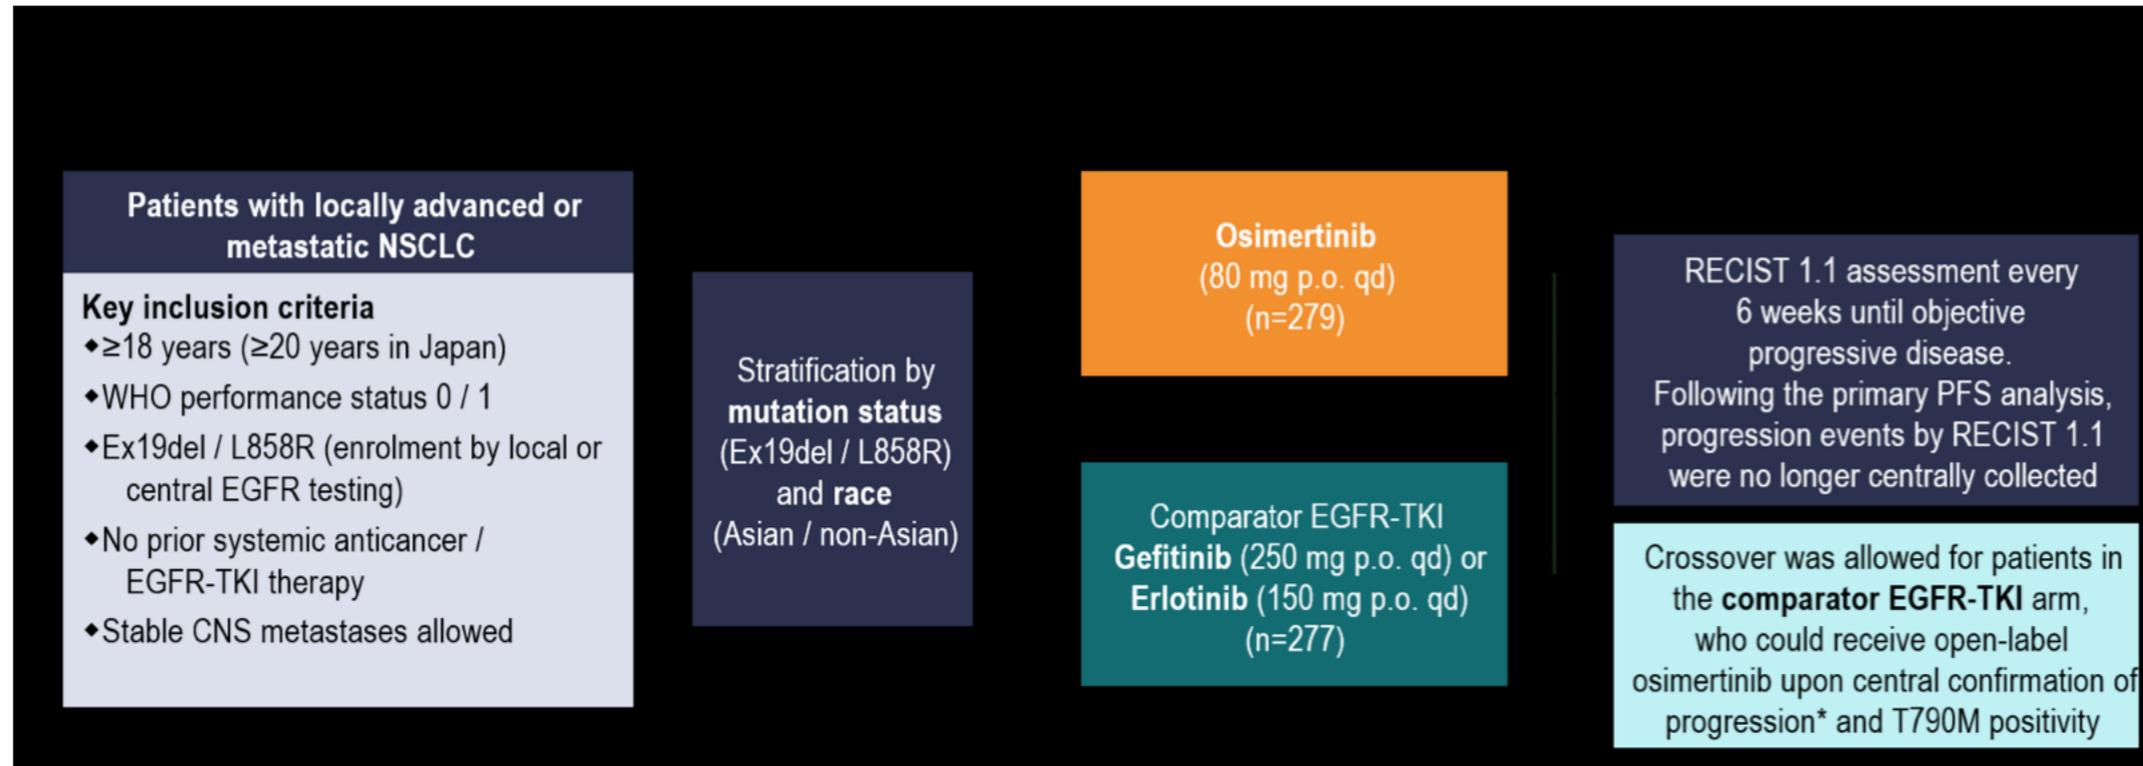 Patients with locally advanced or
metastatic NSCLC
Key inclusion criteria
◆≥18 years (≥20 years in Japan)
◆WHO performance status 0 / 1
◆Ex19del / L858R (enrolment by local or
central EGFR testing)
◆No prior systemic anticancer /
EGFR-TKI therapy
◆Stable CNS metastases allowed
Stratification by
mutation status
(Ex19del / L858R)
and race
(Asian / non-Asian)
Osimertinib
(80 mg p.o. qd)
(n=279)
Comparator EGFR-TKI
Gefitinib (250 mg p.o. qd) or
Erlotinib (150 mg p.o. qd)
(n=277)
RECIST 1.1 assessment every
6 weeks until objective
progressive disease.
Following the primary PFS analysis,
progression events by RECIST 1.1
were no longer centrally collected
Crossover was allowed for patients in
the comparator EGFR-TKI arm,
who could receive open-label
osimertinib upon central confirmation of
progression* and T790M positivity